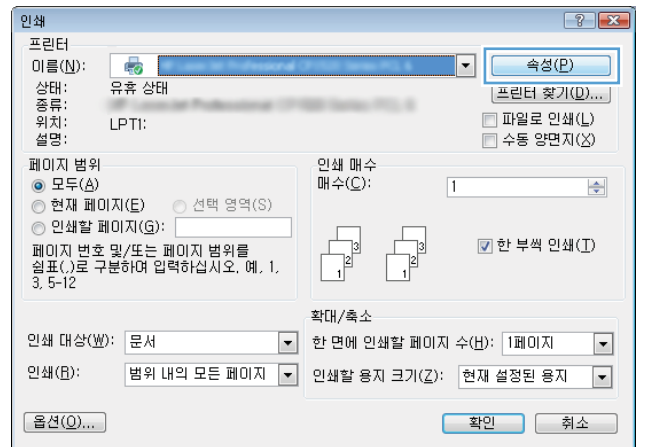 인쇄
프린터
이름(N):
속성(P)
상태: 유휴 상태
프린터 찾기(D)...
종류:
위치: LPT1:
파일로 인쇄(L)
설명:
수동 양면지(X)
페이지 범위
모두(A)
현재 페이지(E) 선택 영역(S)
인쇄할 페이지(G):
페이지 번호 및/또는 페이지 범위를
쉼표(,)로 구분하여 입력하십시오. 예, 1,
3, 5-12
인쇄 매수
매수(C): 1
1 2 3 1 2 3
한 부씩 인쇄(T)
인쇄 대상(W): 문서
인쇄(R): 범위 내의 모든 페이지
확대/축소
한 면에 인쇄할 페이지 수(H): 1페이지
인쇄할 용지 크기(Z): 현재 설정된 용지
옵션(O)...
확인 취소